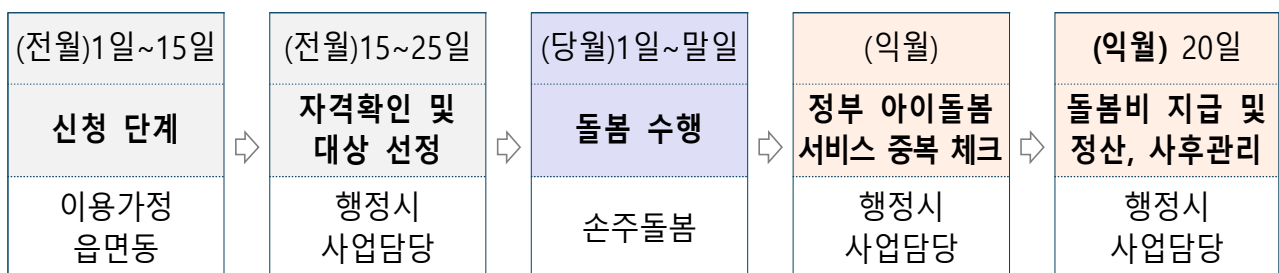 (전월)1일~15일
신청 단계
이용가정
읍면동
(전월)15~25일
자격확인 및
대상 선정
행정시
사업담당
(당월)1일~말일
돌봄 수행
손주돌봄
(익월)
정부 아이돌봄
서비스 중복 체크
행정시
사업담당
(익월) 20일
돌봄비 지급 및
정산, 사후관리
행정시
사업담당